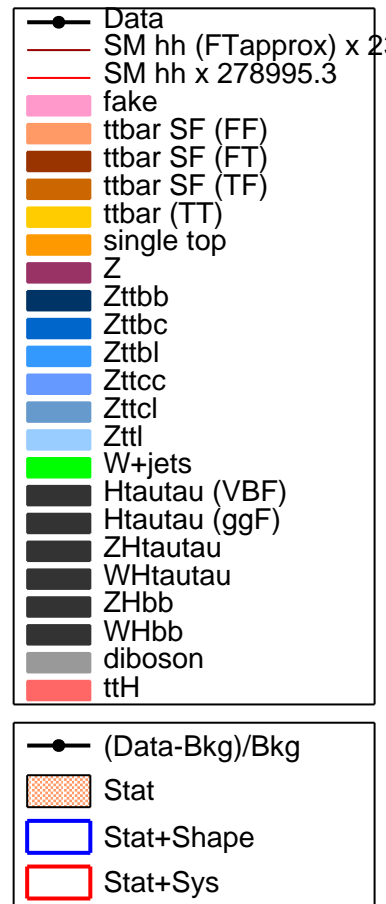 Data
SM hh (FTapprox) x 23
SM hh x 278995.3
fake
ttbar SF (FF)
ttbar SF (FT)
ttbar SF (TF)
ttbar (TT)
single top
Z
Zttbb
Zttbc
Zttbl
Zttcc
Zttcl
Zttl
W+jets
Htautau (VBF)
Htautau (ggF)
ZHtautau
WHtautau
ZHbb
WHbb
diboson
ttH
(Data-Bkg)/Bkg
Stat
Stat+Shape
Stat+Sys